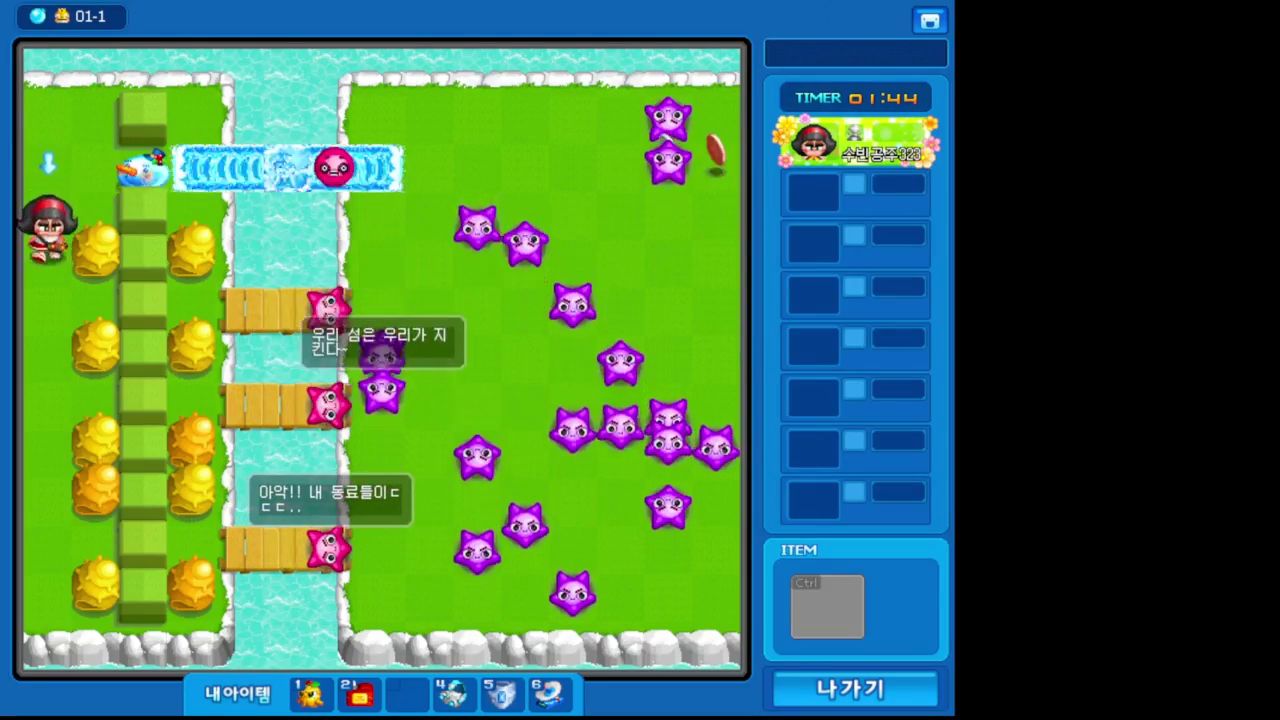 01-1
TIMER 01:44
수빈공주323
우리 섬은 우리가 지
킨다~
아악!! 내 동료들이ㄷ
ㄷㄷ..
ITEM
Ctrl
내아이템
1
2
4
5
6
나가기